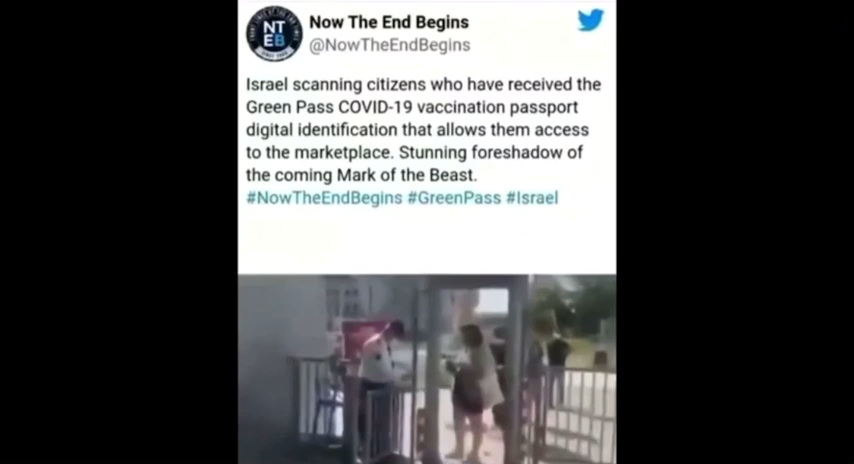 Now The End Begins
@NowTheEndBegins
NT
EB
Israel scanning citizens who have received the
Green Pass COVID-19 vaccination passport
digital identification that allows them access
to the marketplace. Stunning foreshadow of
the coming Mark of the Beast.
#NowTheEndBegins #GreenPass #Israel